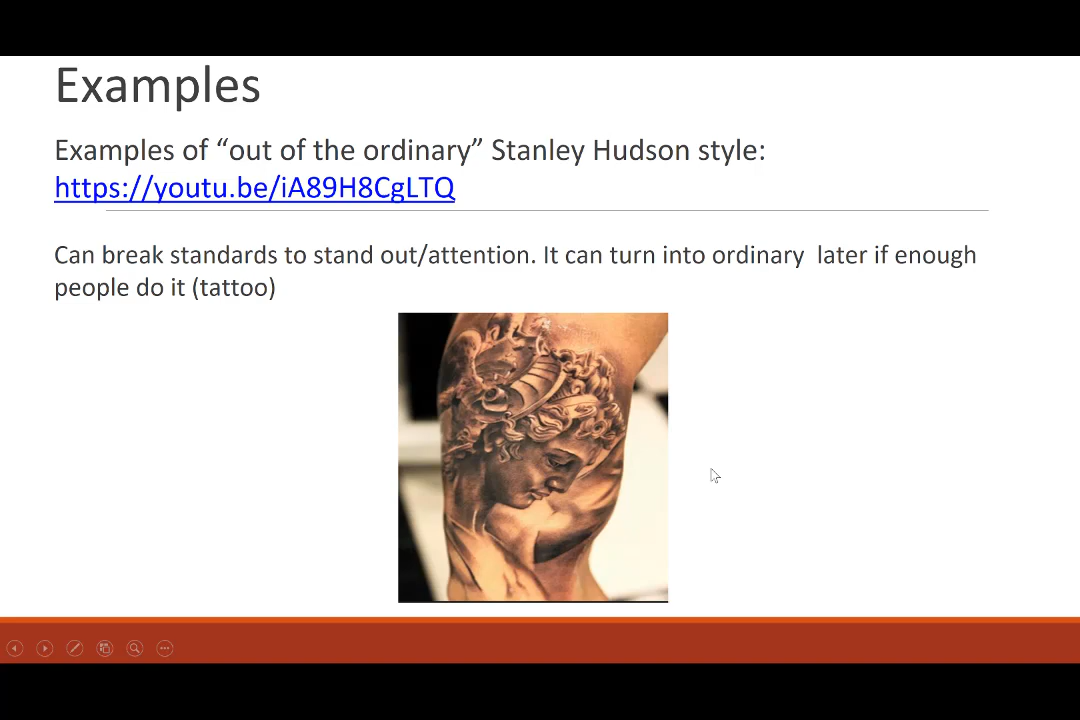 Examples
Examples of “out of the ordinary” Stanley Hudson style:
https://youtu.be/iA89H8CgLTQ
Can break standards to stand out/attention. It can turn into ordinary  later if enough
people do it (tattoo)